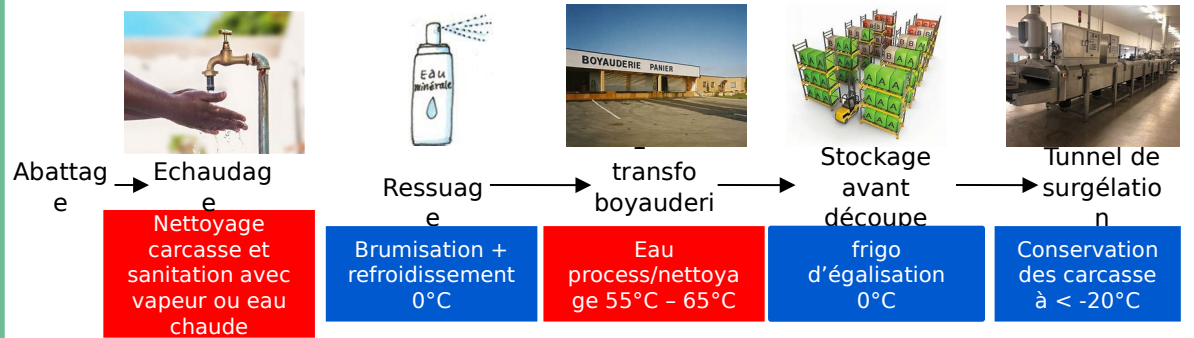 Eau
minérale
BOYAUDERIE PANIER
Abattag
e
Echaudag
e
Ressuag
e
transfo
boyauderi
Stockage
avant
découpe
Tunnel de
surgélatio
n
Nettoyage
carcasse et
sanitation avec
vapeur ou eau
chaude
Brumisation +
refroidissement
0°C
Eau
process/nettoya
ge 55°C – 65°C
frigo
d’égalisation
0°C
Conservation
des carcasse
à < -20°C